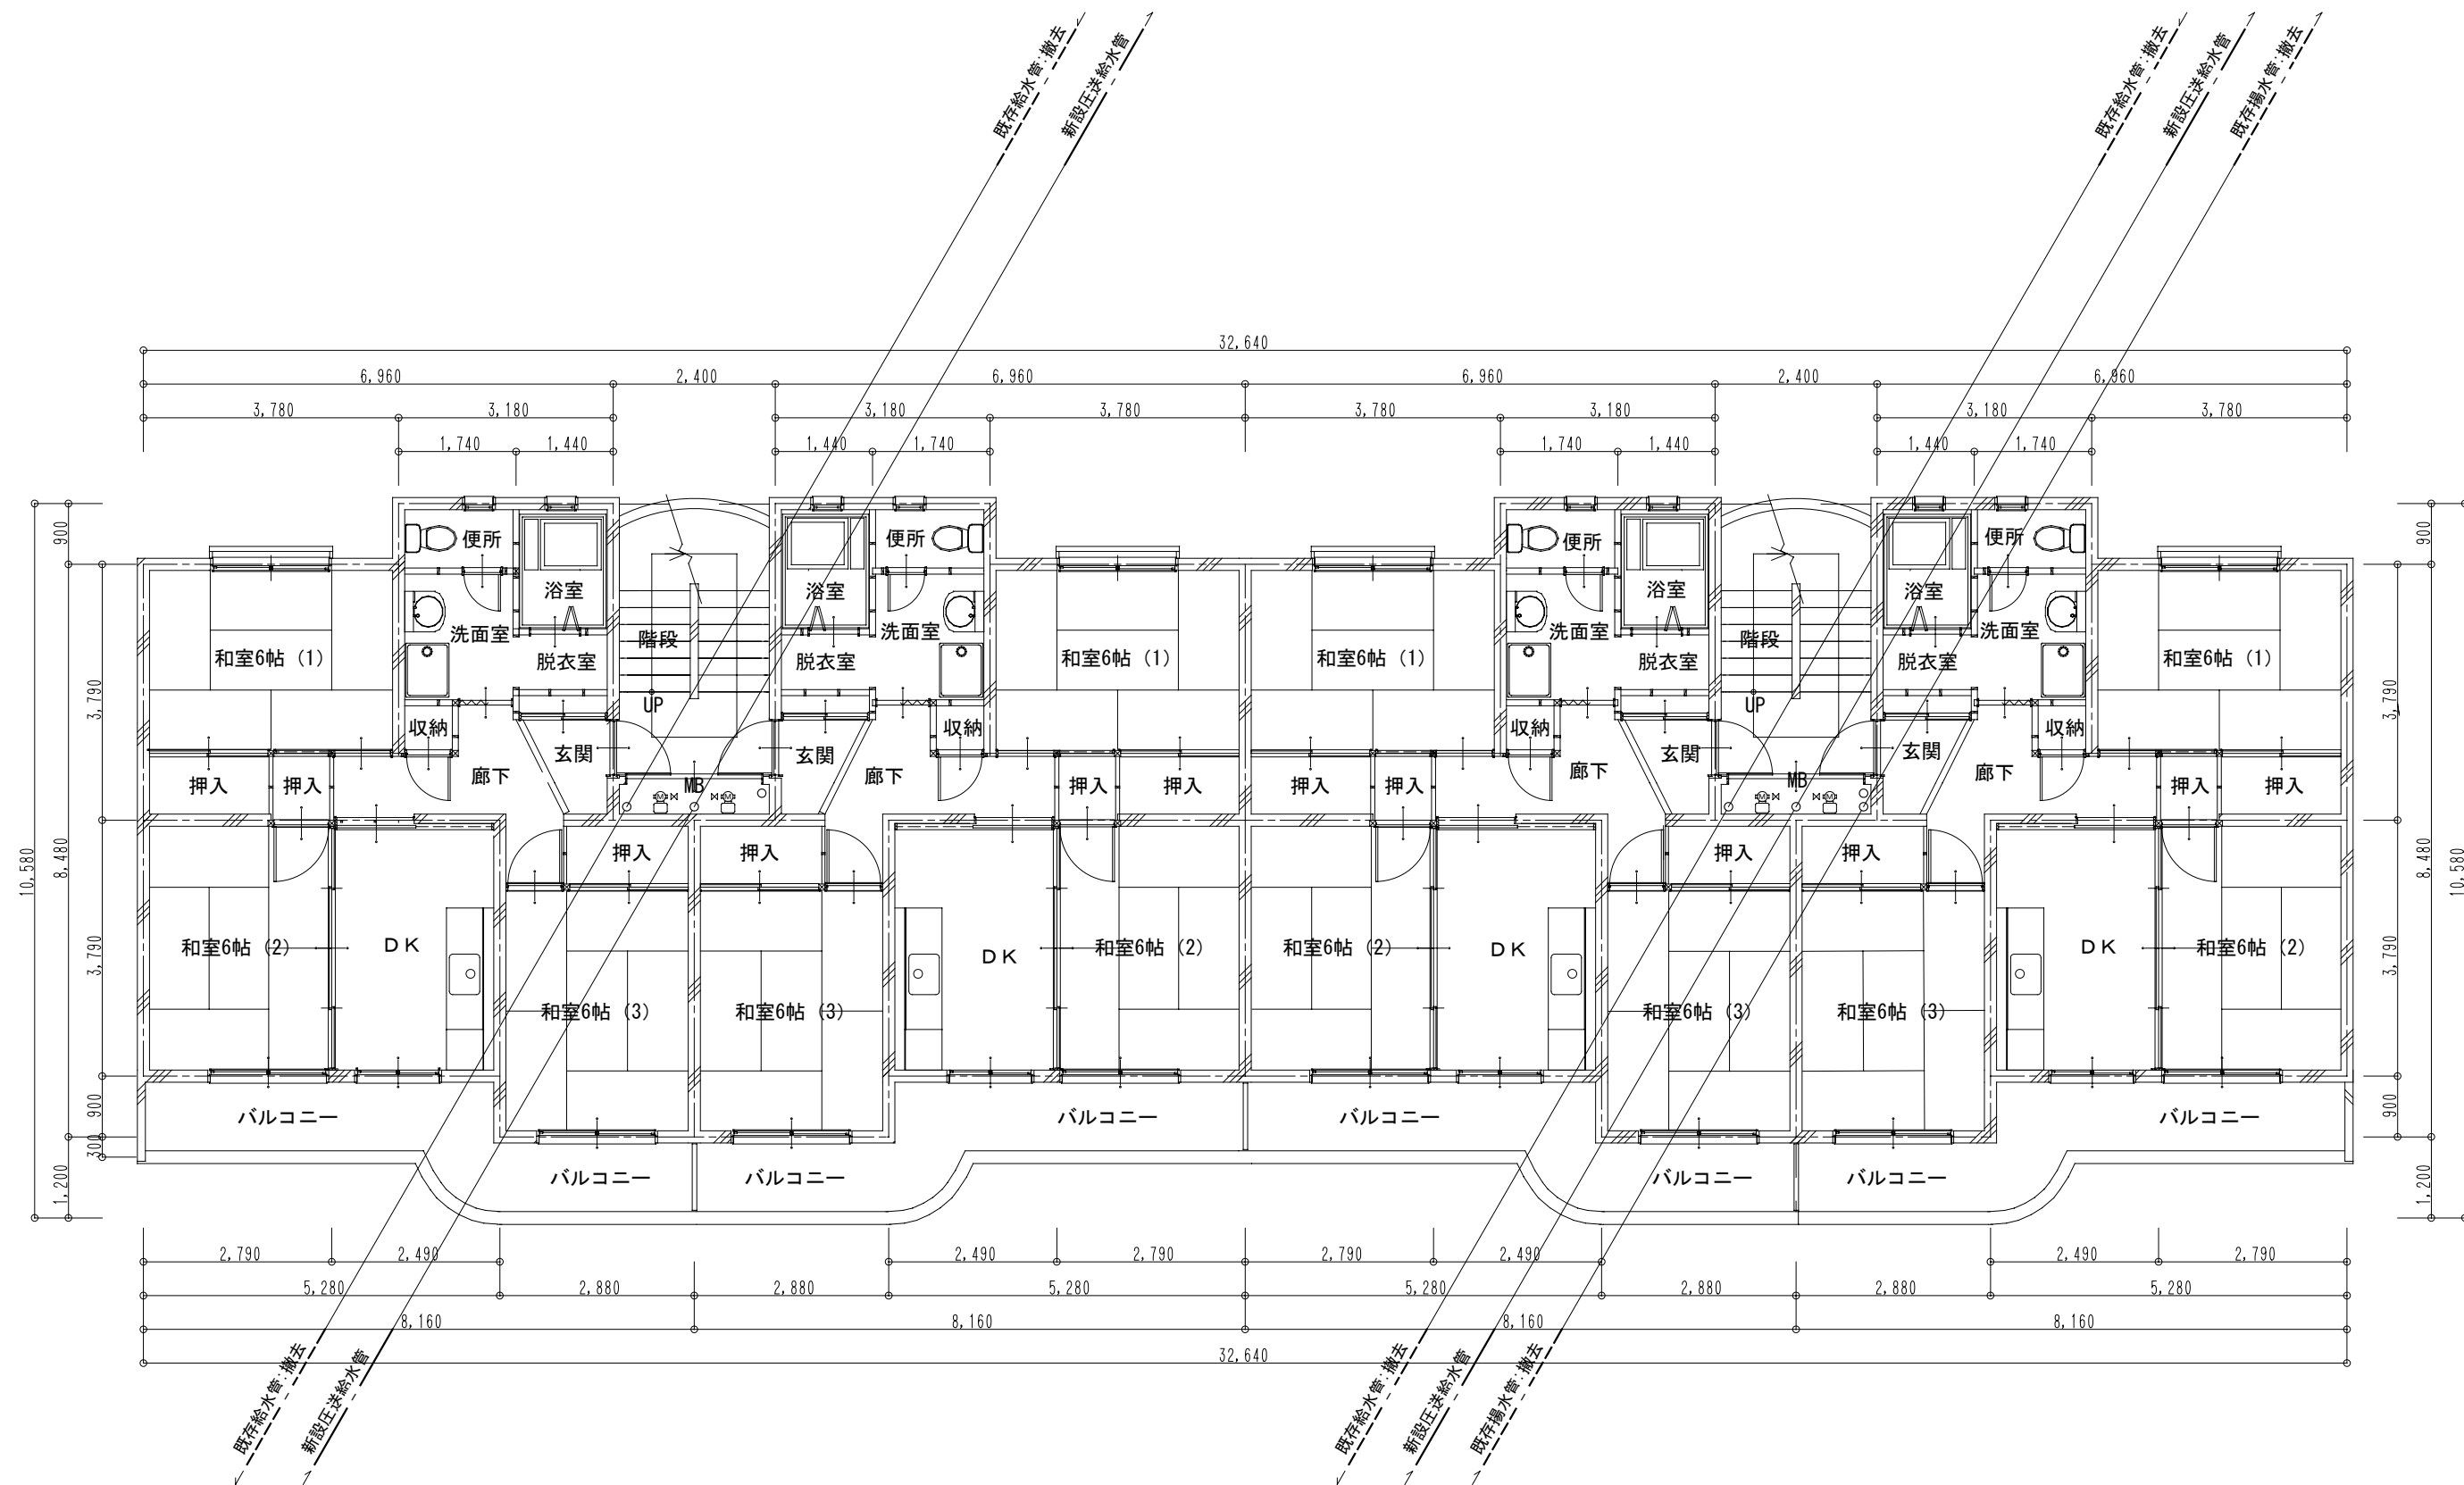 既存給水管:撤去
新設圧送給水管
既存給水管:撤去
新設圧送給水管
既存揚水管:撤去
32,640
6,960 2,400 6,960 6,960 2,400 6,960
3,780 3,180 3,180 3,780 3,780 3,180 3,180 3,780
1,740 1,440 1,440 1,740 1,740 1,440 1,440 1,740
900 900
便所 便所 便所 便所
浴室 浴室 浴室 浴室
洗面室 洗面室 洗面室 洗面室
階段 階段
和室6帖 (1) 脱衣室 脱衣室 和室6帖 (1) 和室6帖 (1) 脱衣室 脱衣室 和室6帖 (1)
3,790 3,790
UP UP
収納 収納 収納 収納
玄関 玄関 玄関 玄関
廊下 廊下 廊下 廊下
押入 押入 MB 押入 押入 押入 押入 MB 押入 押入
M M M M
10,580 8,480 8,480 10,580
押入 押入 押入 押入
3,790 3,790
和室6帖 (2) DK DK 和室6帖 (2) 和室6帖 (2) DK DK 和室6帖 (2)
和室6帖 (3) 和室6帖 (3) 和室6帖 (3) 和室6帖 (3)
900 900
バルコニー バルコニー バルコニー バルコニー
300
1,200 1,200
バルコニー バルコニー バルコニー バルコニー
2,790 2,490 2,490 2,790 2,790 2,490 2,490 2,790
5,280 2,880 2,880 5,280 5,280 2,880 2,880 5,280
8,160 8,160 8,160 8,160
32,640
既存給水管:撤去
新設圧送給水管
既存給水管:撤去
新設圧送給水管
既存揚水管:撤去